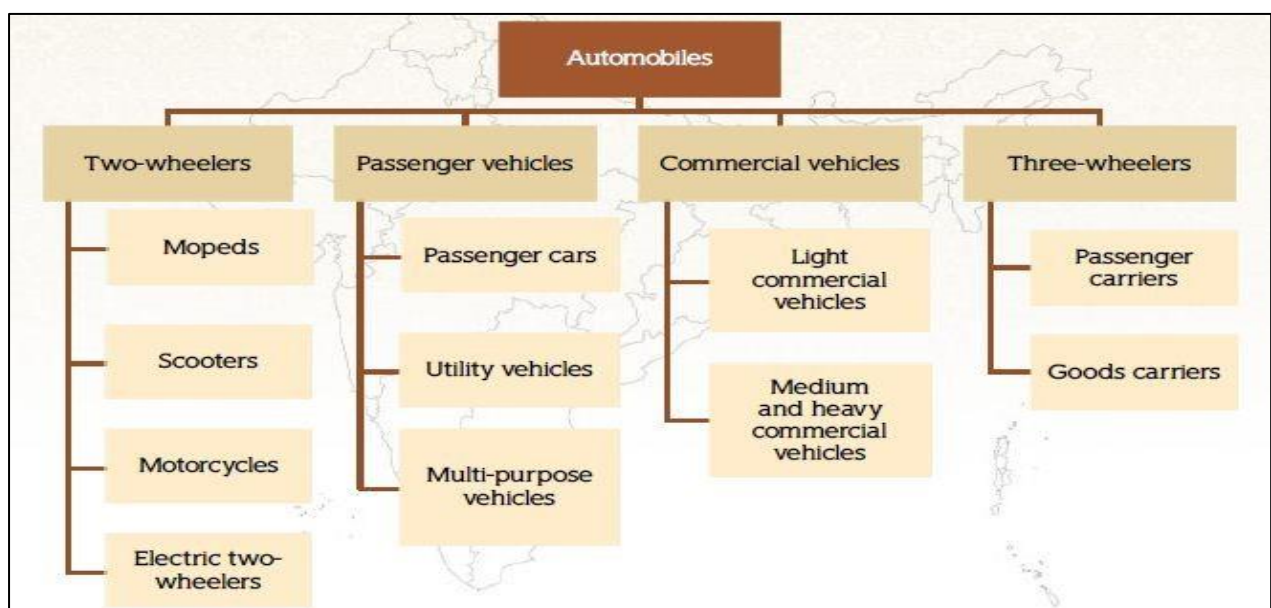 Automobiles
Two-wheelers
Passenger vehicles
Commercial vehicles
Three-wheelers
Mopeds
Scooters
Motorcycles
Electric two-
wheelers
Passenger cars
Utility vehicles
Multi-purpose
vehicles
Light
commercial
vehicles
Medium
and heavy
commercial
vehicles
Passenger
carriers
Goods carriers